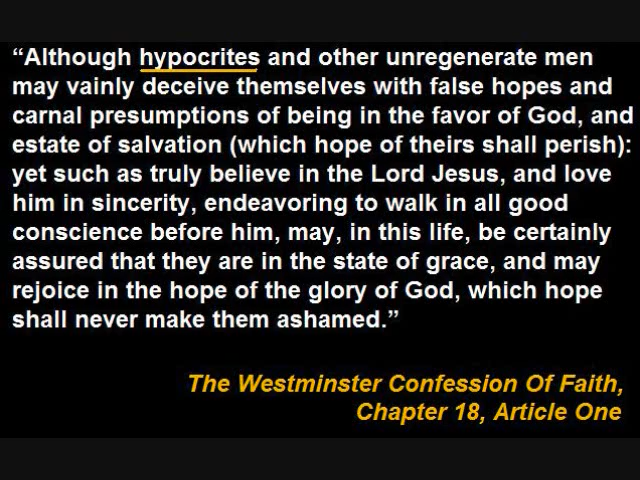 “Although hypocrites and other unregenerate men
may vainly deceive themselves with false hopes and
carnal presumptions of being in the favor of God, and
estate of salvation (which hope of theirs shall perish):
yet such as truly believe in the Lord Jesus, and love
him in sincerity, endeavoring to walk in all good
conscience before him, may, in this life, be certainly
assured that they are in the state of grace, and may
rejoice in the hope of the glory of God, which hope
shall never make them ashamed.”
The Westminster Confession Of Faith,
Chapter 18, Article One